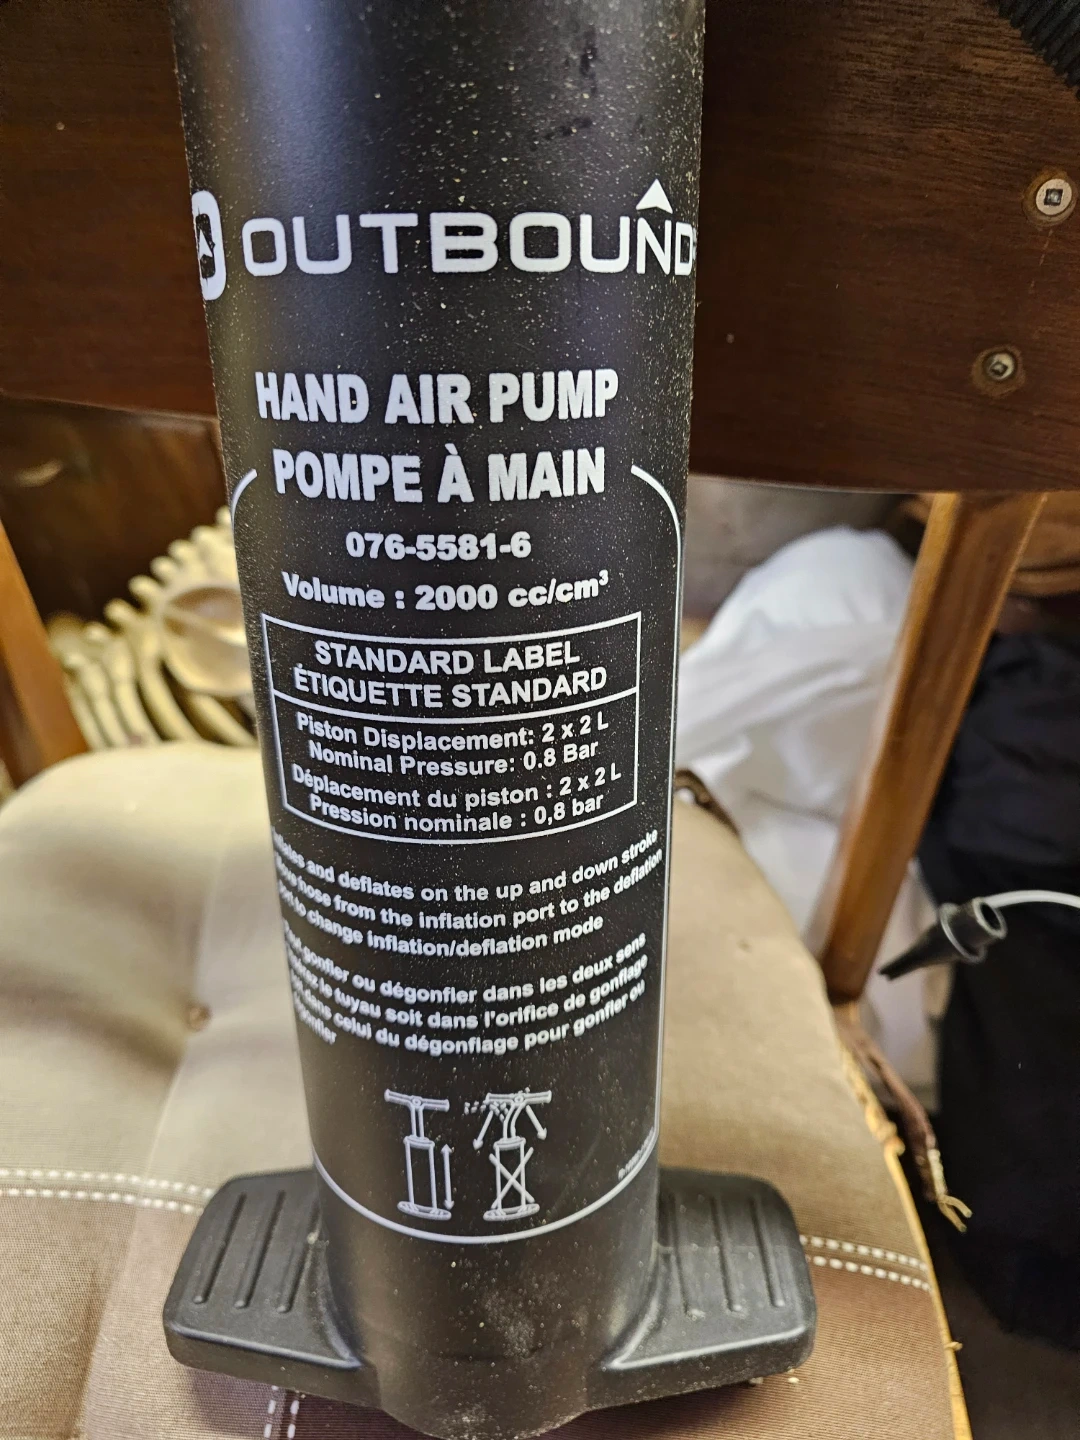 OUTBOUND
HAND AIR PUMP
POMPE À MAIN
076-5581-6
Volume : 2000 cc/cm³
STANDARD LABEL
ÉTIQUETTE STANDARD
Piston Displacement: 2 x 2 L
Nominal Pressure: 0.8 Bar
Déplacement du piston : 2 x 2 L
Pression nominale : 0,8 bar
and deflates on the up and down stroke
hose from the inflation port to the deflation
to change inflation/deflation mode
gonfler ou dégonfler dans les deux sens
le tuyau soit dans l'orifice de gonflage
dans celui du dégonflage pour gonfler ou